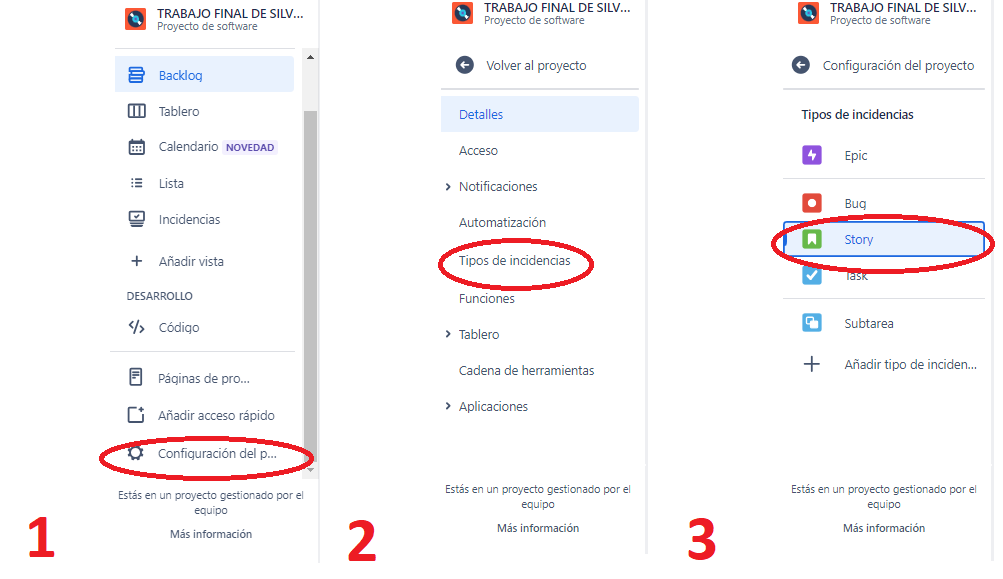 TRABAJO FINAL DE SILV...
Proyecto de software
Backlog
Tablero
Calendario NOVEDAD
Lista
Incidencias
Añadir vista
DESARROLLO
Código
Páginas de pro...
Añadir acceso rápido
Configuración del p...
Estás en un proyecto gestionado por el
equipo
Más información
1
TRABAJO FINAL DE SILV...
Proyecto de software
Volver al proyecto
Detalles
Acceso
Notificaciones
Automatización
Tipos de incidencias
Funciones
Tablero
Cadena de herramientas
Aplicaciones
Estás en un proyecto gestionado por el
equipo
Más información
2
TRABAJO FINAL DE SILV...
Proyecto de software
Configuración del proyecto
Tipos de incidencias
Epic
Bug
Story
Task
Subtarea
Añadir tipo de inciden...
Estás en un proyecto gestionado por el
equipo
Más información
3